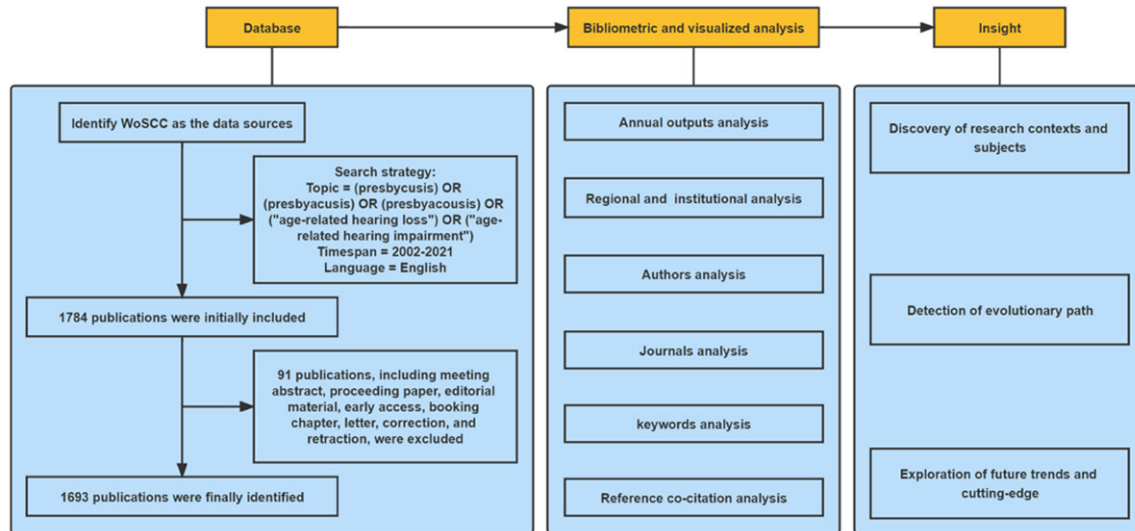 Database
Bibliometric and visualized analysis
Insight
Identify WoSCC as the data sources
Search strategy:
Topic = (presbycusis) OR
(presbyacusis) OR (presbyacousis) OR
("age-related hearing loss") OR ("age-
related hearing impairment")
Timespan = 2002-2021
Language = English
1784 publications were initially included
91 publications, including meeting
abstract, proceeding paper, editorial
material, early access, booking
chapter, letter, correction, and
retraction, were excluded
1693 publications were finally identified
Annual outputs analysis
Regional and institutional analysis
Authors analysis
Journals analysis
keywords analysis
Reference co-citation analysis
Discovery of research contexts and
subjects
Detection of evolutionary path
Exploration of future trends and
cutting-edge